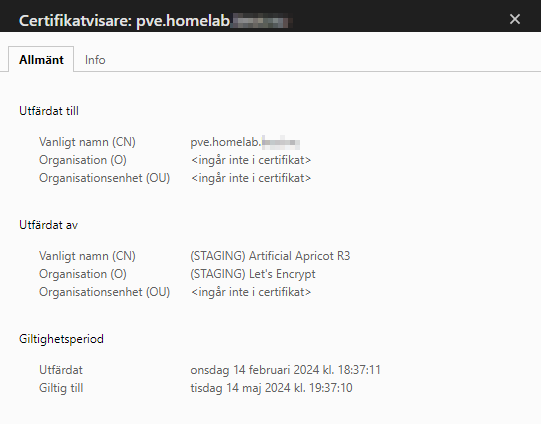 Certifikatvisare: pve.homelab.
Allmänt Info
Utfärdat till
Vanligt namn (CN) pve.homelab.
Organisation (O) <ingår inte i certifikat>
Organisationsenhet (OU) <ingår inte i certifikat>
Utfärdat av
Vanligt namn (CN) (STAGING) Artificial Apricot R3
Organisation (O) (STAGING) Let's Encrypt
Organisationsenhet (OU) <ingår inte i certifikat>
Giltighetsperiod
Utfärdat onsdag 14 februari 2024 kl. 18:37:11
Giltig till tisdag 14 maj 2024 kl. 19:37:10